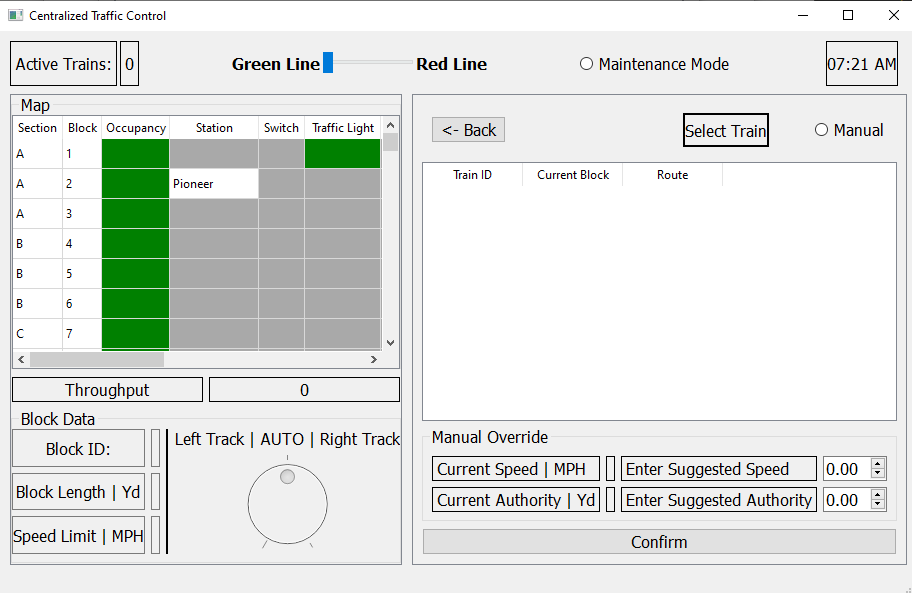 Centralized Traffic Control
Active Trains: 0
Green Line Red Line
Maintenance Mode
07:21 AM
Map
Section Block Occupancy Station Switch Traffic Light
A 1
A 2 Pioneer
A 3
B 4
B 5
B 6
C 7
Throughput 0
Block Data
Block ID:
Block Length | Yd
Speed Limit | MPH
Left Track | AUTO | Right Track
<- Back
Select Train
Manual
Train ID Current Block Route
Manual Override
Current Speed | MPH Enter Suggested Speed 0.00
Current Authority | Yd Enter Suggested Authority 0.00
Confirm